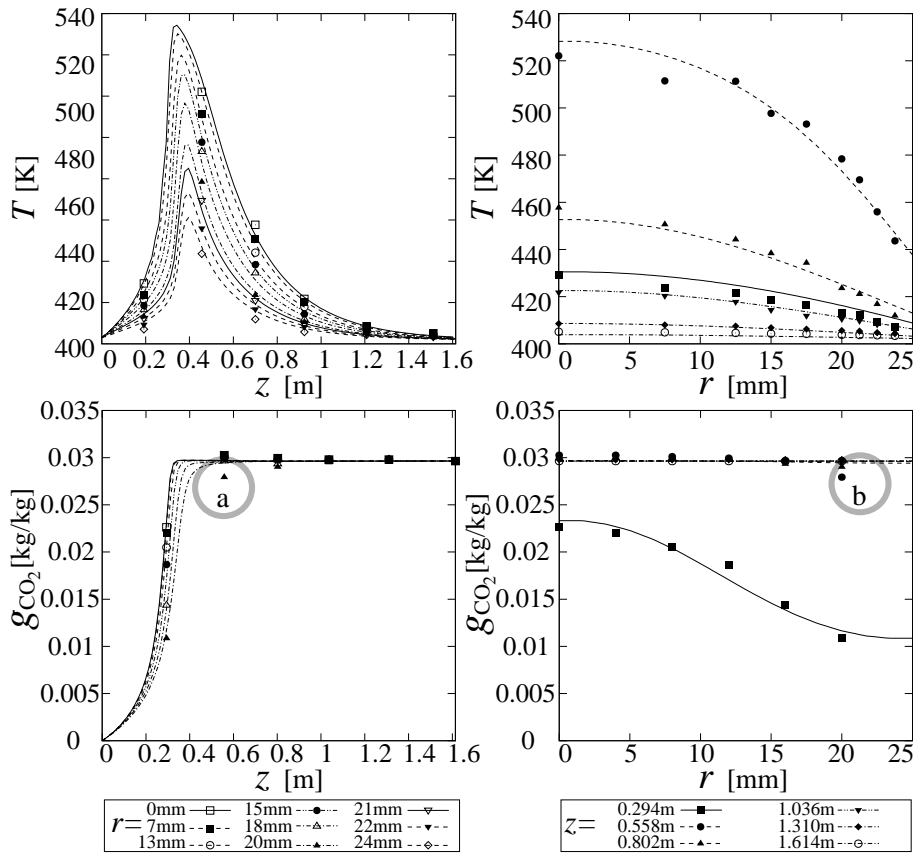 540
520
500
480
460
440
420
400
T [K]
0 0.2 0.4 0.6 0.8 1 1.2 1.4 1.6
z [m]
540
520
500
480
460
440
420
400
T [K]
0 5 10 15 20 25
r [mm]
0.035
0.03
0.025
0.02
0.015
0.01
0.005
0
gCO2[kg/kg]
a
0 0.2 0.4 0.6 0.8 1 1.2 1.4 1.6
z [m]
0.035
0.03
0.025
0.02
0.015
0.01
0.005
0
gCO2[kg/kg]
b
0 5 10 15 20
r [mm]
r=
0mm 15mm 21mm
7mm 18mm 22mm
13mm 20mm 24mm
z=
0.294m 1.036m
0.558m 1.310m
0.802m 1.614m